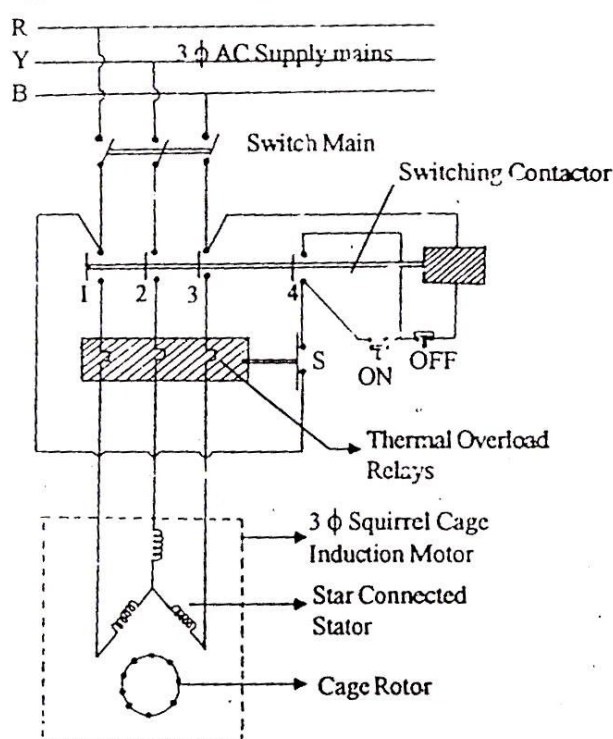 R
Y
3 ϕ AC Supply mains
B
Switch Main
Switching Contactor
1 2 3 4
S
ON OFF
Thermal Overload
Relays
3 ϕ Squirrel Cage
Induction Motor
Star Connected
Stator
Cage Rotor